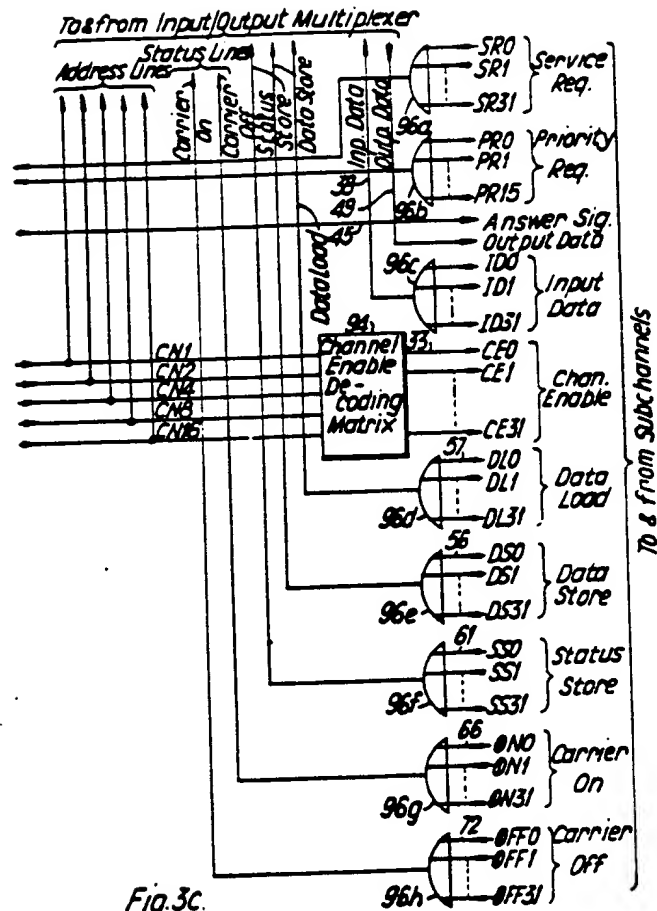 To & from Input/Output Multiplexer
Status Lines
Address Lines
Carrier On
Carrier Off
Status Store
Data Store
Inp. Data
Outp. Data
SR0
SR1
SR31
Service Req.
96a
PR0
PR1
PR15
Priority Req.
96b
38
49
45
Answer Sig.
Output Data
Data Load
96c
ID0
ID1
ID31
Input Data
94
Channel Enable De-coding Matrix
33
CN1
CN2
CN4
CN8
CN16
CE0
CE1
CE31
Chan. Enable
57
DL0
DL1
DL31
Data Load
96d
56
DS0
DS1
DS31
Data Store
96e
61
SS0
SS1
SS31
Status Store
96f
66
ON0
ON1
ON31
Carrier On
96g
72
OFF0
OFF1
OFF31
Carrier Off
96h
To & from Subchannels
Fig. 3c.